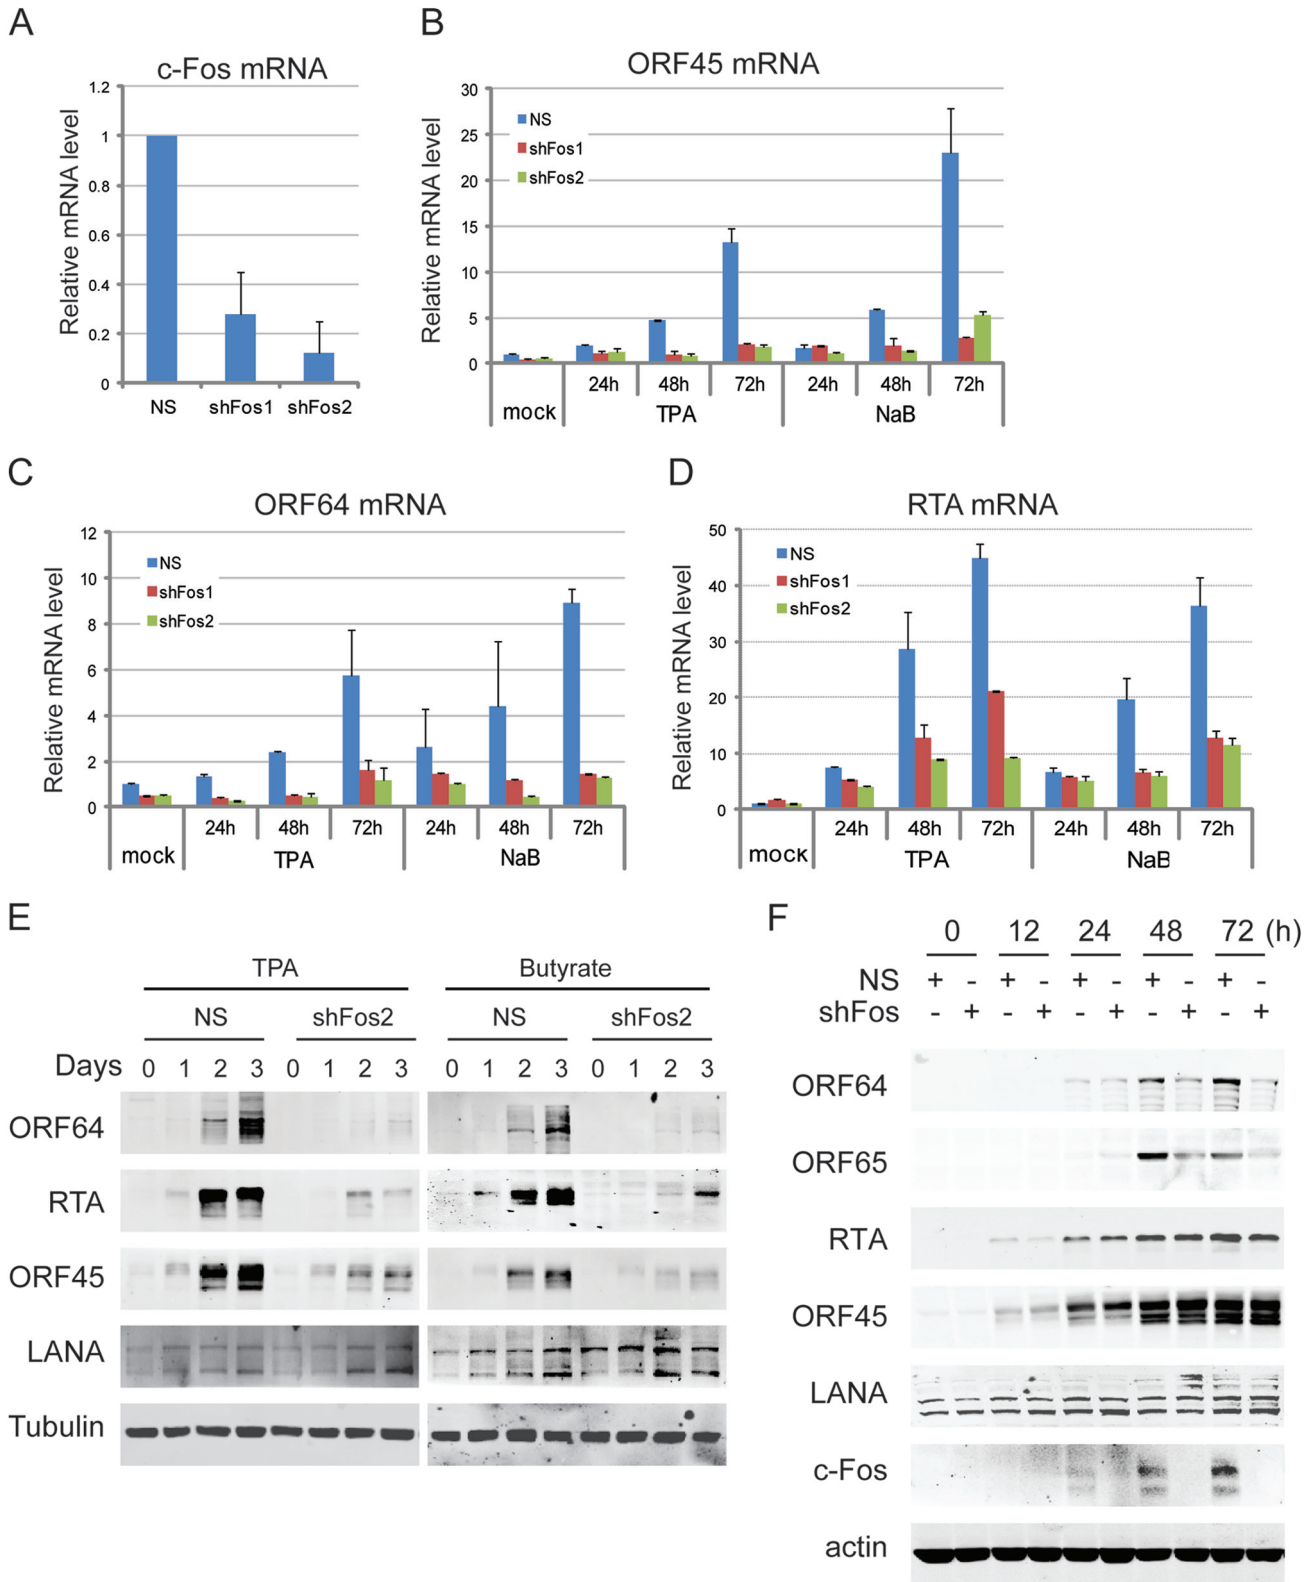 A
c-Fos mRNA
Relative mRNA level
1.2
1
0.8
0.6
0.4
0.2
0
NS shFos1 shFos2
B
ORF45 mRNA
Relative mRNA level
30
25
20
15
10
5
0
NS
shFos1
shFos2
24h 48h 72h 24h 48h 72h
mock TPA NaB
C
ORF64 mRNA
Relative mRNA level
12
10
8
6
4
2
0
NS
shFos1
shFos2
24h 48h 72h 24h 48h 72h
mock TPA NaB
D
RTA mRNA
Relative mRNA level
50
40
30
20
10
0
NS
shFos1
shFos2
24h 48h 72h 24h 48h 72h
mock TPA NaB
E
TPA Butyrate
NS shFos2 NS shFos2
Days 0 1 2 3 0 1 2 3 0 1 2 3 0 1 2 3
ORF64
RTA
ORF45
LANA
Tubulin
F
0 12 24 48 72 (h)
NS + - + - + - + - + -
shFos - + - + - + - + - +
ORF64
ORF65
RTA
ORF45
LANA
c-Fos
actin